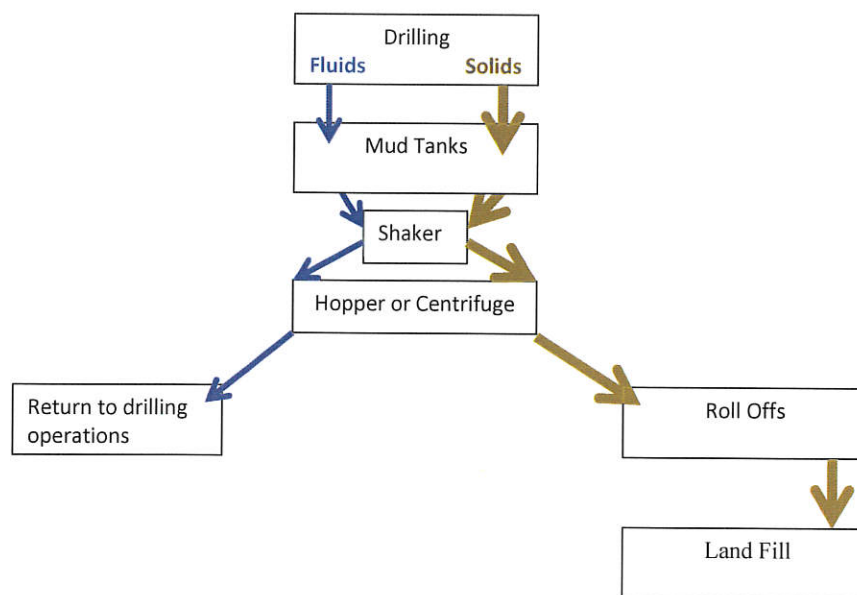 Drilling
Fluids Solids
Mud Tanks
Shaker
Hopper or Centrifuge
Return to drilling
operations
Roll Offs
Land Fill